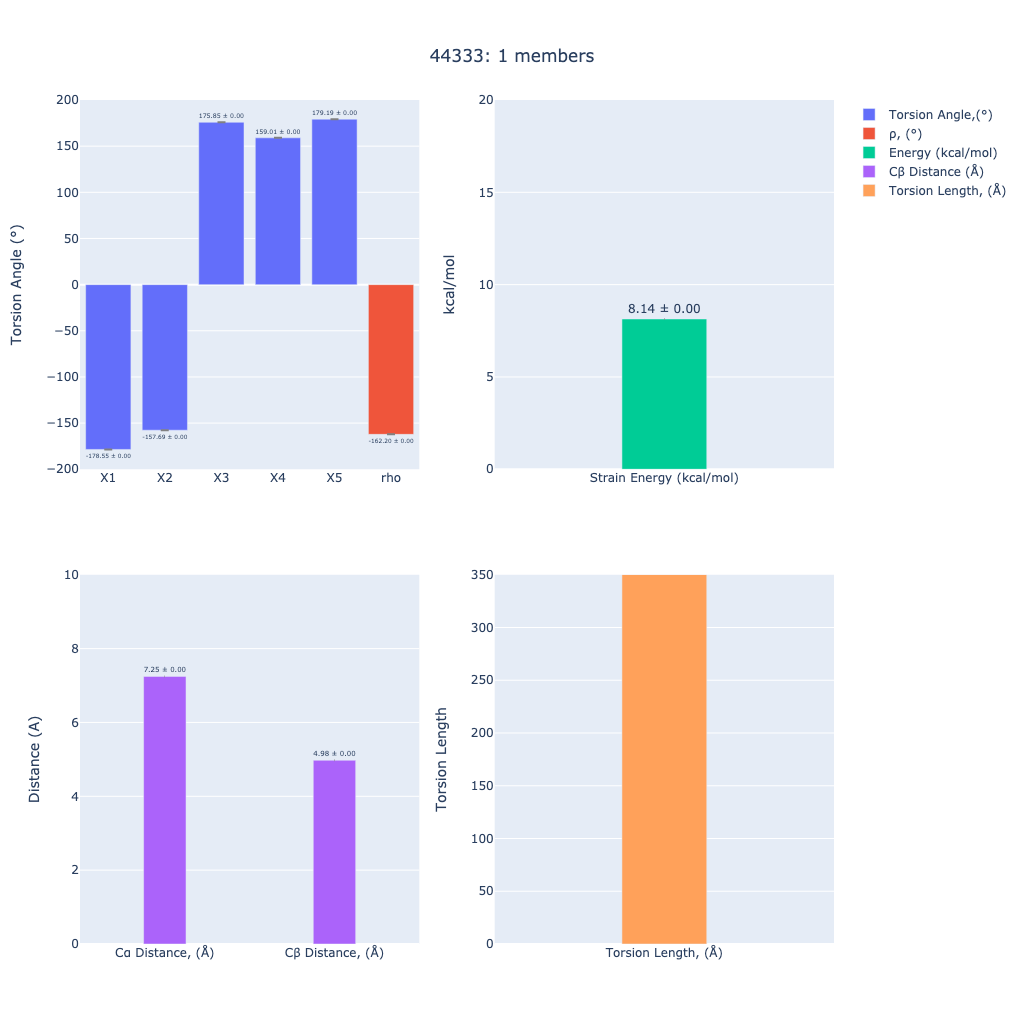 44333: 1 members
Torsion Angle (°)
200
150
100
50
0
−50
−100
−150
−200
-178.55 ± 0.00
-157.69 ± 0.00
175.85 ± 0.00
159.01 ± 0.00
179.19 ± 0.00
-162.20 ± 0.00
X1 X2 X3 X4 X5 rho
kcal/mol
20
15
10
5
0
8.14 ± 0.00
Strain Energy (kcal/mol)
Torsion Angle,(°)
ρ, (°)
Energy (kcal/mol)
Cβ Distance (Å)
Torsion Length, (Å)
Distance (A)
10
8
6
4
2
0
7.25 ± 0.00
4.98 ± 0.00
Cα Distance, (Å) Cβ Distance, (Å)
Torsion Length
350
300
250
200
150
100
50
0
Torsion Length, (Å)